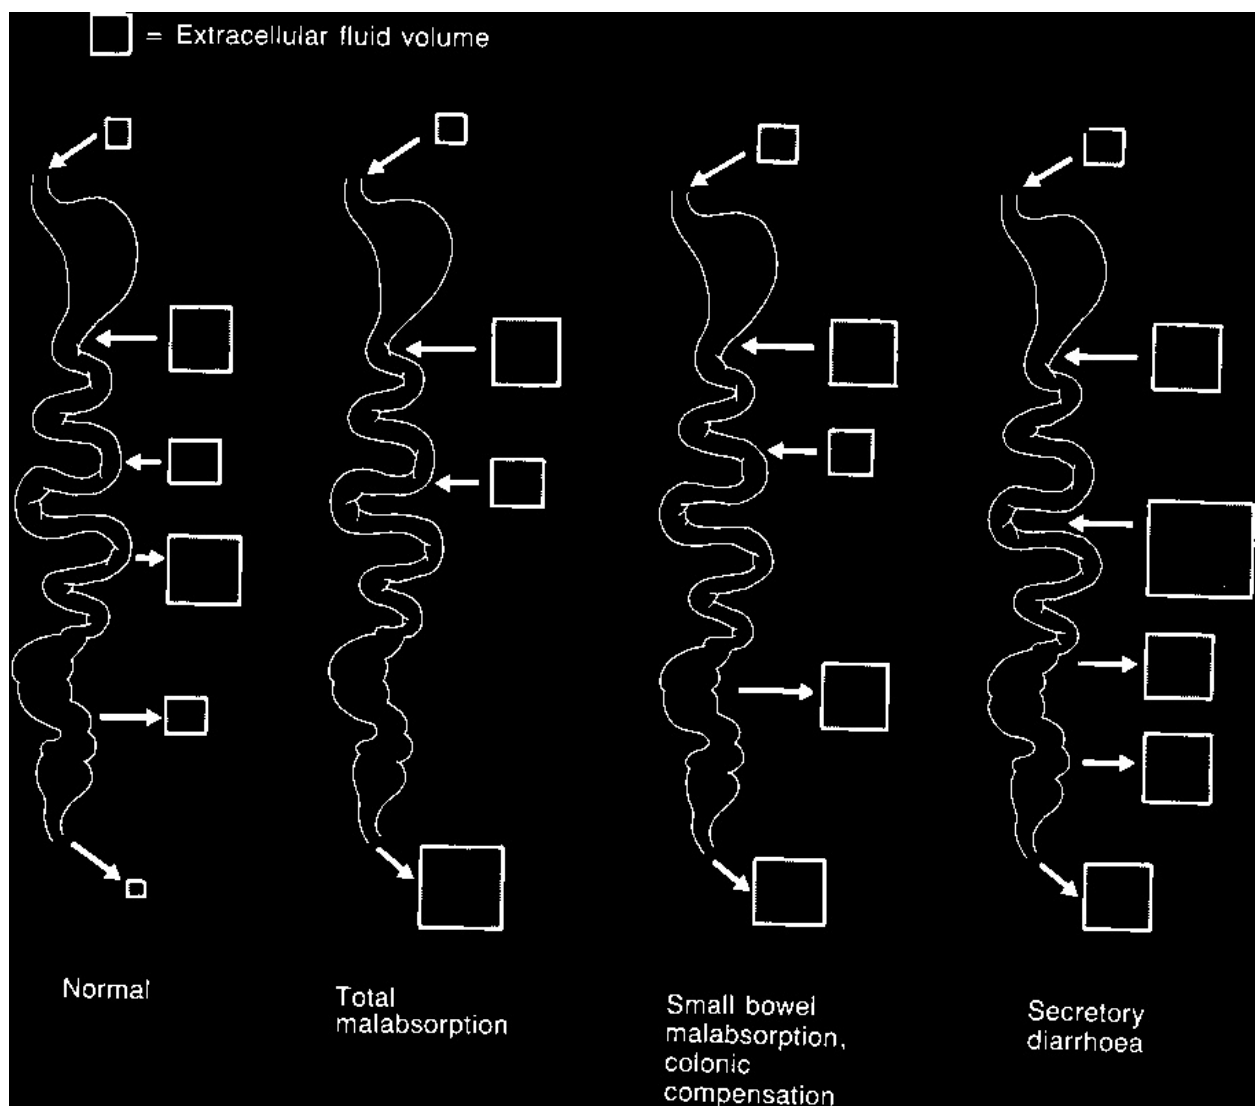 = Extracellular fluid volume
Normal
Total
malabsorption
Small bowel
malabsorption,
colonic
compensation
Secretory
diarrhoea